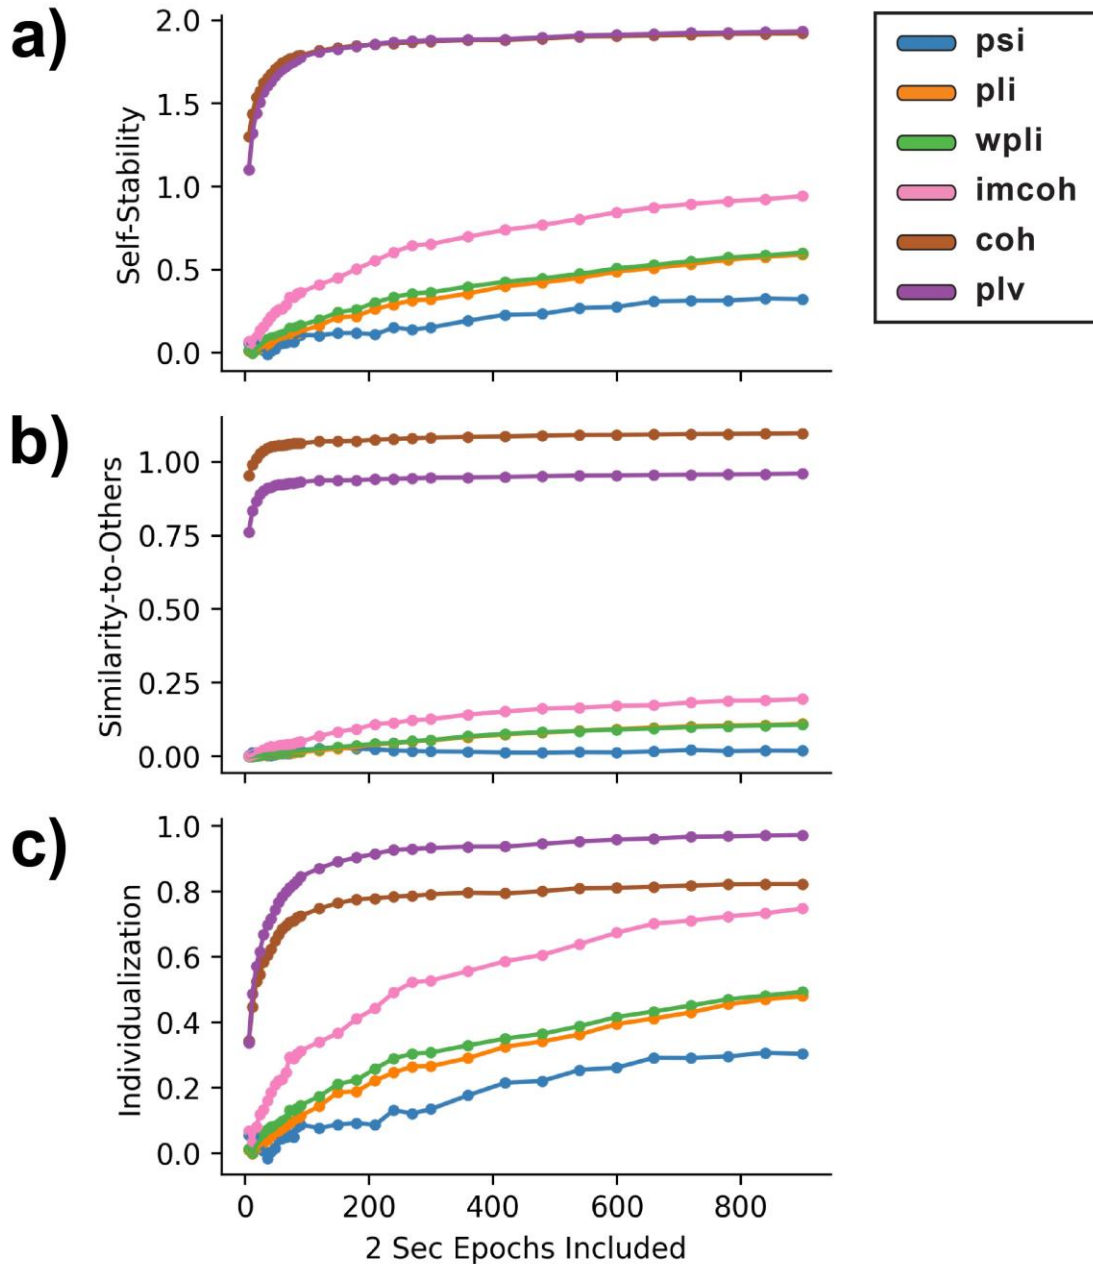 a)
Self-Stability
2.0
1.5
1.0
0.5
0.0
psi
pli
wpli
imcoh
coh
plv
b)
Similarity-to-Others
1.00
0.75
0.50
0.25
0.00
c)
Individualization
1.0
0.8
0.6
0.4
0.2
0.0
0 200 400 600 800
2 Sec Epochs Included